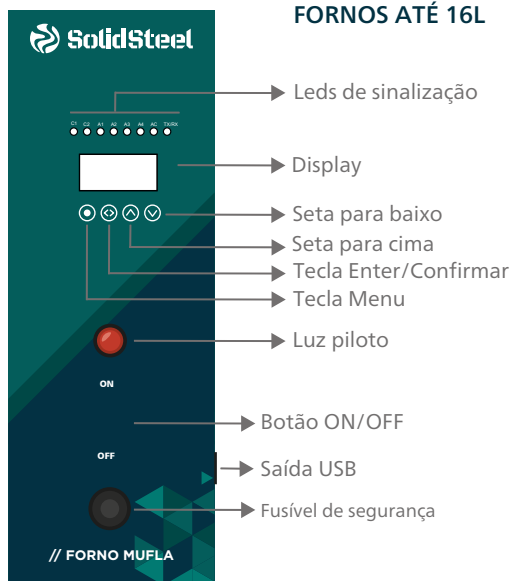 FORNOS ATÉ 16L
SolidSteel
Leds de sinalização
C1 C2 A1 A2 A3 A4 AC TX/RX
Display
Seta para baixo
Seta para cima
Tecla Enter/Confirmar
Tecla Menu
Luz piloto
ON
Botão ON/OFF
OFF
Saída USB
Fusível de segurança
// FORNO MUFLA